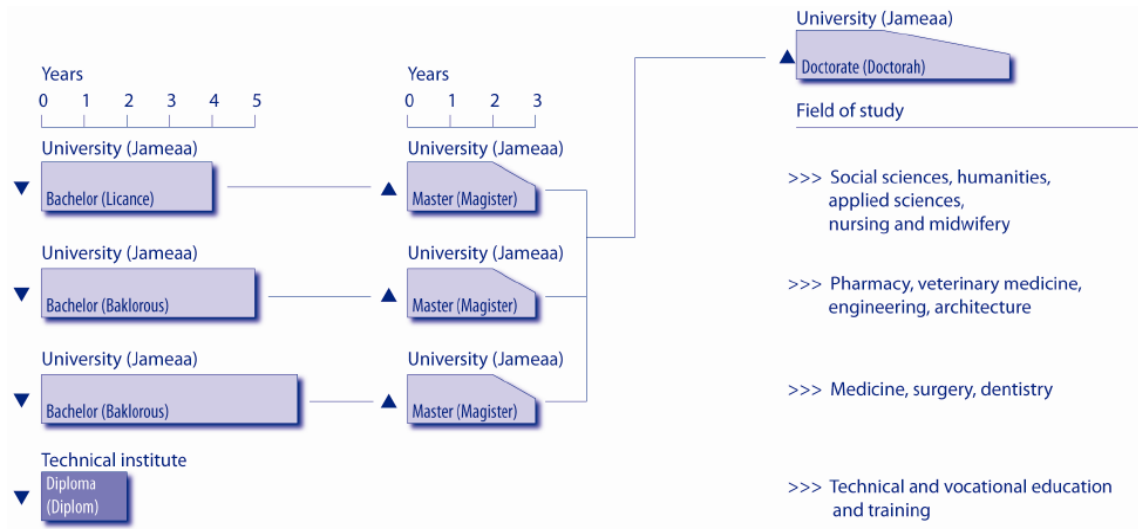 University (Jameaa)
Doctorate (Doctorah)
Years
0 1 2 3 4 5
Years
0 1 2 3
Field of study
University (Jameaa)
Bachelor (Licance)
University (Jameaa)
Master (Magister)
>>> Social sciences, humanities,
applied sciences,
nursing and midwifery
University (Jameaa)
Bachelor (Baklorous)
University (Jameaa)
Master (Magister)
>>> Pharmacy, veterinary medicine,
engineering, architecture
University (Jameaa)
Bachelor (Baklorous)
University (Jameaa)
Master (Magister)
>>> Medicine, surgery, dentistry
Technical institute
Diploma
(Diplom)
>>> Technical and vocational education
and training